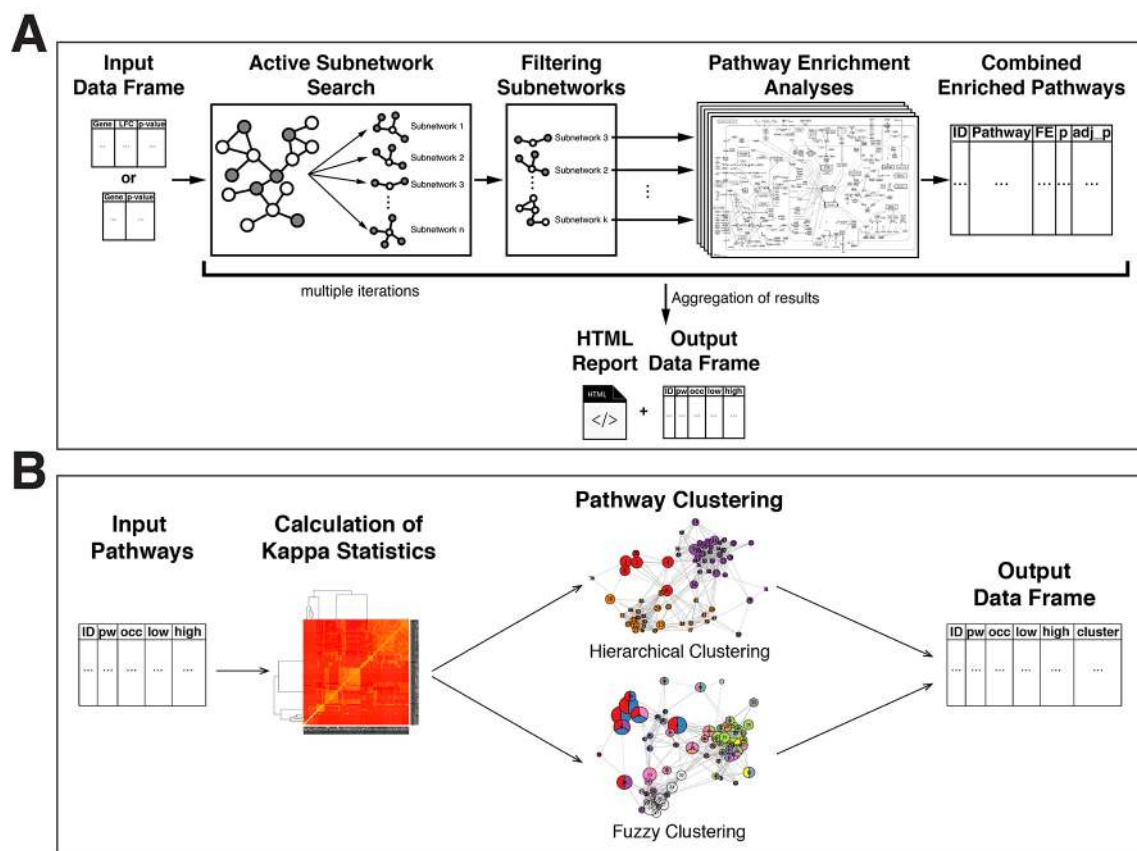 A
Input
Data Frame
Gene LFC p-value
... ... ...
or
Gene p-value
... ...
Active Subnetwork
Search
Subnetwork 1
Subnetwork 2
Subnetwork 3
Subnetwork n
Filtering
Subnetworks
Subnetwork 3
Subnetwork 2
Subnetwork k
Pathway Enrichment
Analyses
Combined
Enriched Pathways
ID Pathway FE p adj_p
... ... ... ... ...
multiple iterations
Aggregation of results
HTML
Report
HTML
</>
+
Output
Data Frame
ID pw occ low high
... ... ... ... ...
B
Input
Pathways
ID pw occ low high
... ... ... ... ...
Calculation of
Kappa Statistics
Pathway Clustering
Hierarchical Clustering
Fuzzy Clustering
Output
Data Frame
ID pw occ low high cluster
... ... ... ... ... ...